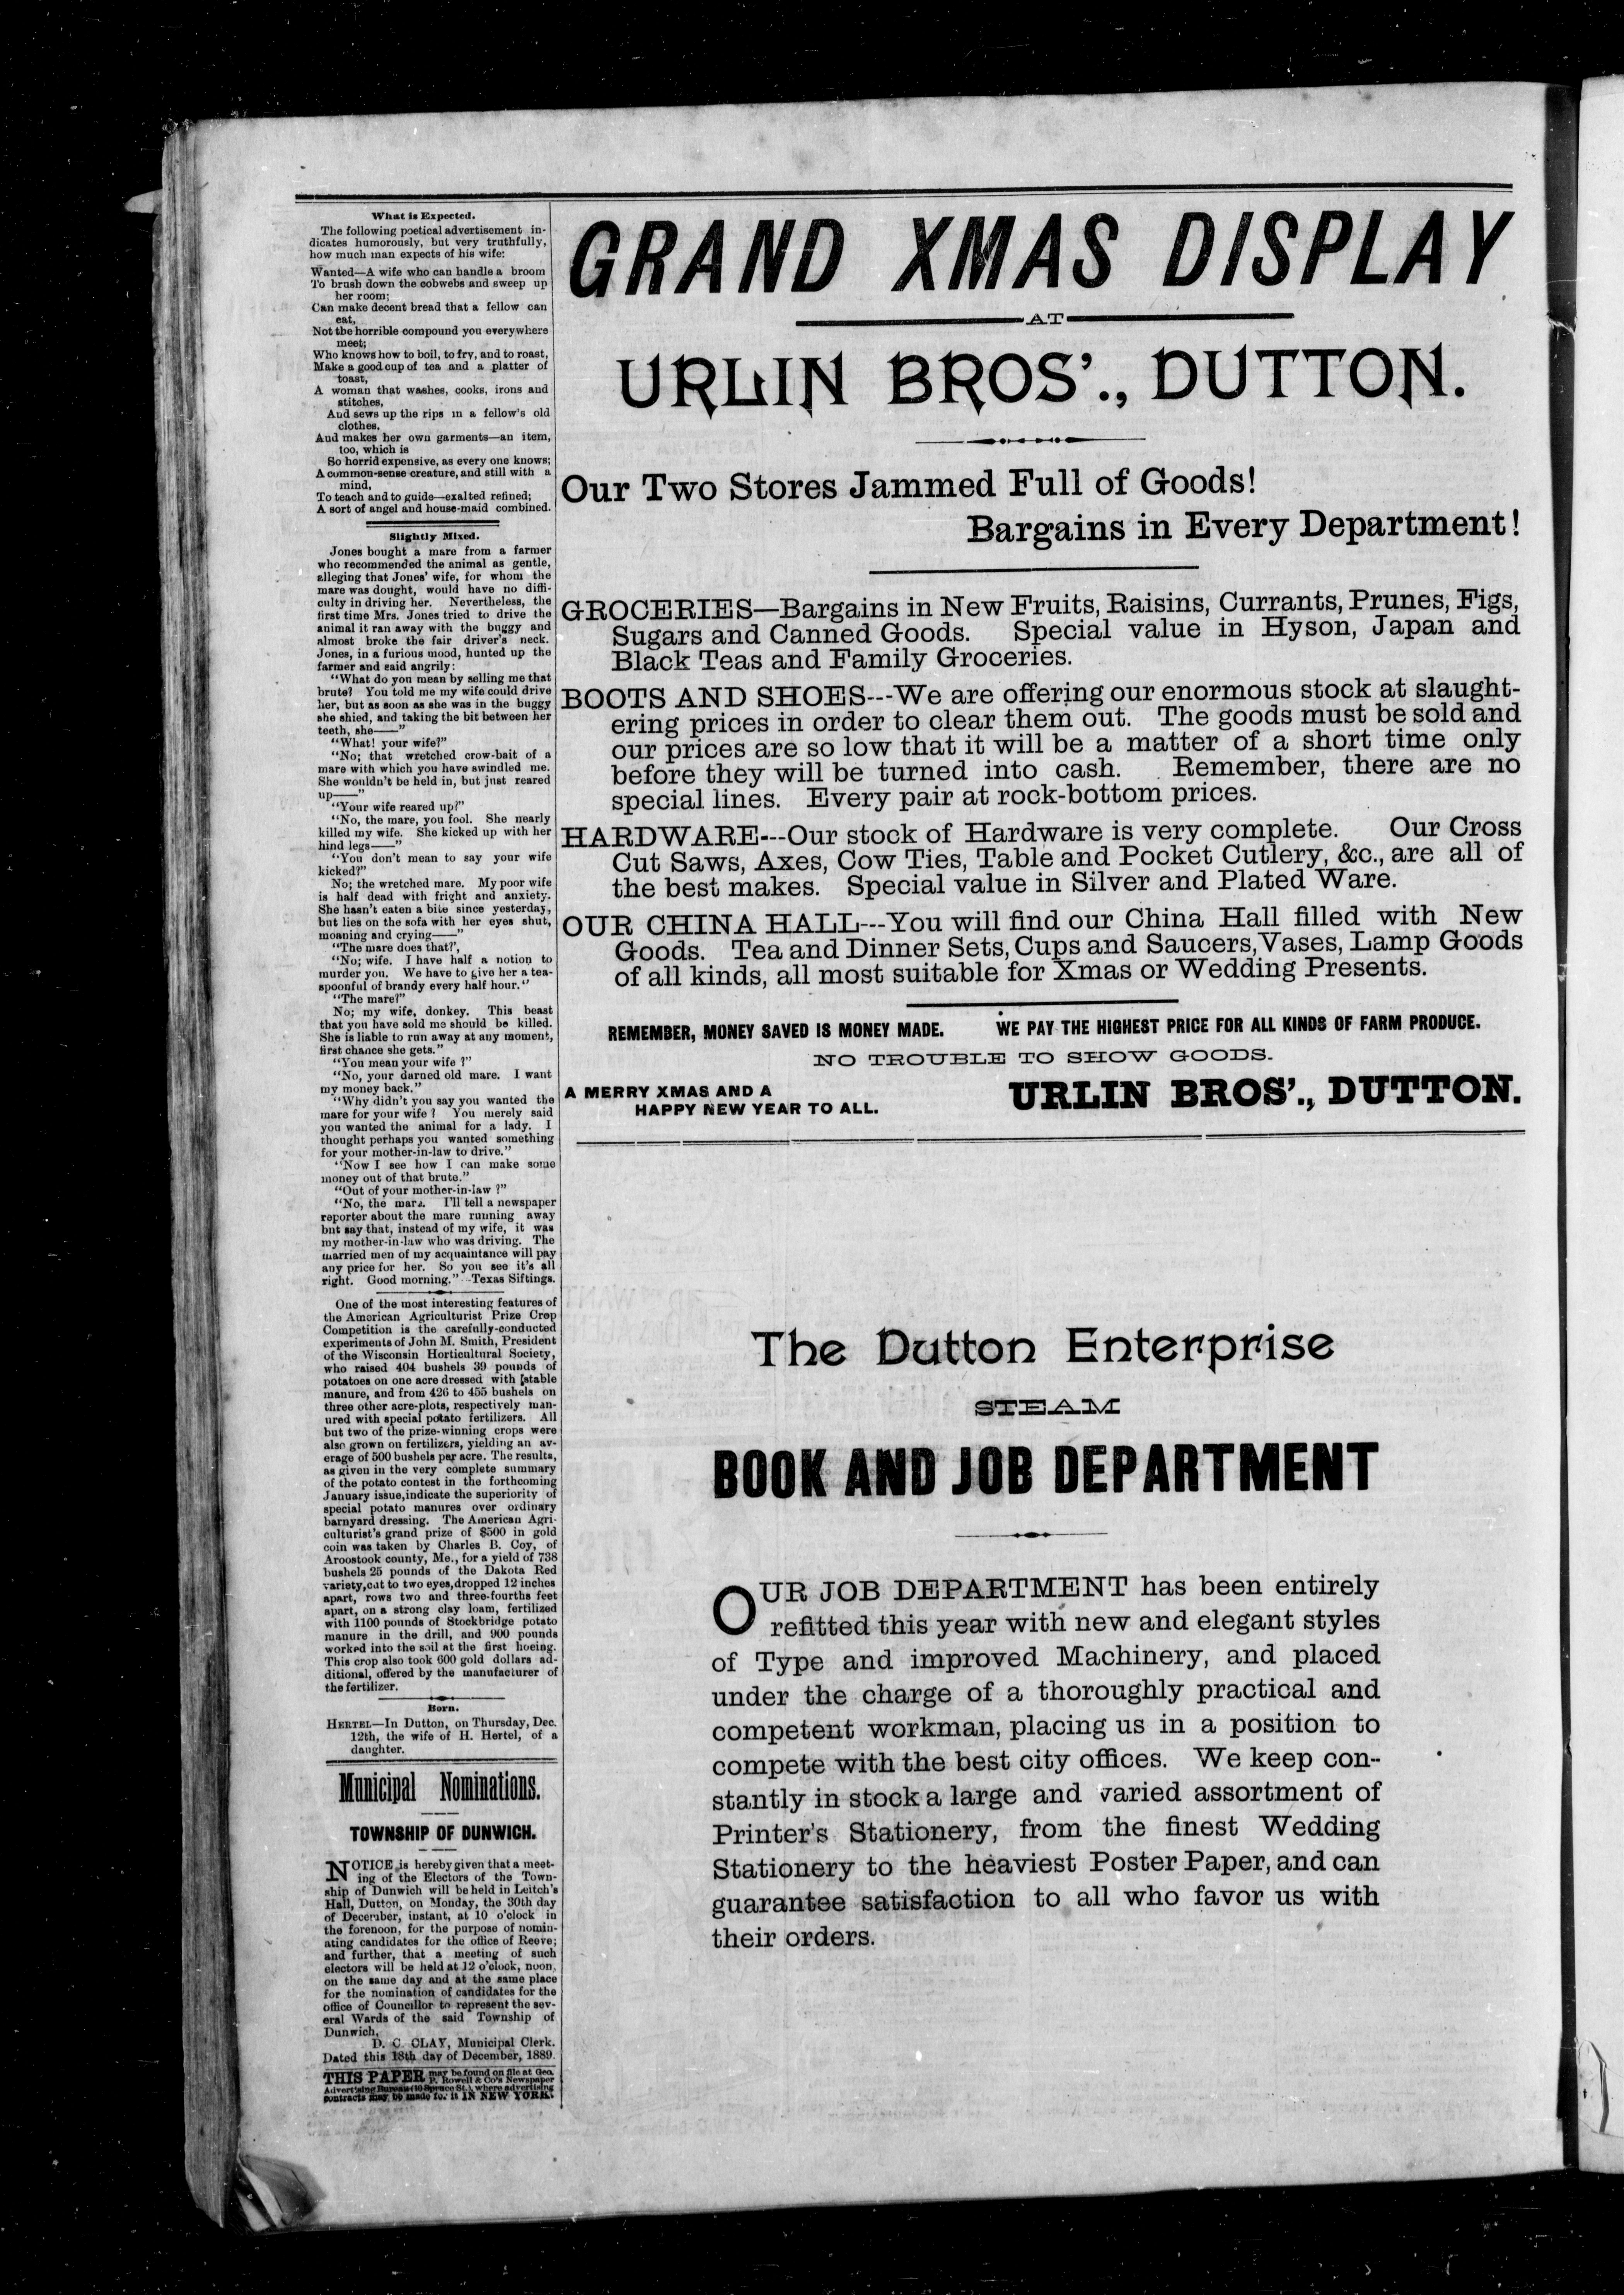 What is Expected.
The following poetical advertisement in-
dicates humorously, but very truthfully,
how much man expects of his wife:
Wanted—A wife who can handle a broom
To brush down the cobwebs and sweep up
her room;
Can make decent bread that a fellow can
eat,
Not the horrible compound you everywhere
meet;
Who knows how to boil, to fry, and to roast,
Make a good cup of tea and a platter of
toast,
A woman that washes, cooks, irons and
stitches,
And sews up the rips in a fellow's old
clothes,
And makes her own garments—an item,
too, which is
So horrid expensive, as every one knows;
A common-sense creature, and still with a
mind,
To teach and to guide—exalted refined;
A sort of angel and house-maid combined.
Slightly Mixed.
Jones bought a mare from a farmer
who recommended the animal as gentle,
alleging that Jones' wife, for whom the
mare was dought, would have no diffi-
culty in driving her. Nevertheless, the
first time Mrs. Jones tried to drive the
animal it ran away with the buggy and
almost broke the fair driver's neck.
Jones, in a furious mood, hunted up the
farmer and said angrily:
"What do you mean by selling me that
brute? You told me my wife could drive
her, but as soon as she was in the buggy
she shied, and taking the bit between her
teeth, she——"
"What! your wife?"
"No; that wretched crow-bait of a
mare with which you have swindled me.
She wouldn't be held in, but just reared
up——"
"Your wife reared up?"
"No, the mare, you fool. She nearly
killed my wife. She kicked up with her
hind legs——"
"You don't mean to say your wife
kicked?"
No; the wretched mare. My poor wife
is half dead with fright and anxiety.
She hasn't eaten a bite since yesterday,
but lies on the sofa with her eyes shut,
moaning and crying——"
"The mare does that?',
"No; wife. I have half a notion to
murder you. We have to give her a tea-
spoonful of brandy every half hour."
"The mare?"
No; my wife, donkey. This beast
that you have sold me should be killed.
She is liable to run away at any moment,
first chance she gets."
"You mean your wife ?"
"No, your darned old mare. I want
my money back."
"Why didn't you say you wanted the
mare for your wife ? You merely said
you wanted the animal for a lady. I
thought perhaps you wanted something
for your mother-in-law to drive."
"Now I see how I can make some
money out of that brute."
"Out of your mother-in-law ?"
"No, the mare. I'll tell a newspaper
reporter about the mare running away
but say that, instead of my wife, it was
my mother-in-law who was driving. The
married men of my acquaintance will pay
any price for her. So you see it's all
right. Good morning." -Texas Siftings.
One of the most interesting features of
the American Agriculturist Prize Crop
Competition is the carefully-conducted
experiments of John M. Smith, President
of the Wisconsin Horticultural Society,
who raised 404 bushels 39 pounds of
potatoes on one acre dressed with [stable
manure, and from 426 to 455 bushels on
three other acre-plots, respectively man-
ured with special potato fertilizers. All
but two of the prize-winning crops were
also grown on fertilizers, yielding an av-
erage of 500 bushels per acre. The results,
as given in the very complete summary
of the potato contest in the forthcoming
January issue, indicate the superiority of
special potato manures over ordinary
barnyard dressing. The American Agri-
culturist's grand prize of $500 in gold
coin was taken by Charles B. Coy, of
Aroostook county, Me., for a yield of 738
bushels 25 pounds of the Dakota Red
variety, cut to two eyes, dropped 12 inches
apart, rows two and three-fourths feet
apart, on a strong clay loam, fertilized
with 1100 pounds of Stockbridge potato
manure in the drill, and 900 pounds
worked into the soil at the first hoeing.
This crop also took 600 gold dollars ad-
ditional, offered by the manufacturer of
the fertilizer.
Born.
HERTEL—In Dutton, on Thursday, Dec.
12th, the wife of H. Hertel, of a
daughter.
Municipal Nominations.
TOWNSHIP OF DUNWICH.
NOTICE is hereby given that a meet-
ing of the Electors of the Town-
ship of Dunwich will be held in Leitch's
Hall, Dutton, on Monday, the 30th day
of December, instant, at 10 o'clock in
the forenoon, for the purpose of nomin-
ating candidates for the office of Reeve;
and further, that a meeting of such
electors will be held at 12 o'clock, noon,
on the same day and at the same place
for the nomination of candidates for the
office of Councillor to represent the sev-
eral Wards of the said Township of
Dunwich,
D. C. CLAY, Municipal Clerk.
Dated this 18th day of December, 1889.
THIS PAPER may be found on file at Geo.
P. Rowell & Co's Newspaper
Advertising Bureau (10 Spruce St.), where advertising
contracts may be made for it IN NEW YORK.
GRAND XMAS DISPLAY
AT
URLIN BROS'., DUTTON.
Our Two Stores Jammed Full of Goods!
Bargains in Every Department!
GROCERIES—Bargains in New Fruits, Raisins, Currants, Prunes, Figs,
Sugars and Canned Goods. Special value in Hyson, Japan and
Black Teas and Family Groceries.
BOOTS AND SHOES---We are offering our enormous stock at slaught-
ering prices in order to clear them out. The goods must be sold and
our prices are so low that it will be a matter of a short time only
before they will be turned into cash. Remember, there are no
special lines. Every pair at rock-bottom prices.
HARDWARE---Our stock of Hardware is very complete. Our Cross
Cut Saws, Axes, Cow Ties, Table and Pocket Cutlery, &c., are all of
the best makes. Special value in Silver and Plated Ware.
OUR CHINA HALL---You will find our China Hall filled with New
Goods. Tea and Dinner Sets, Cups and Saucers, Vases, Lamp Goods
of all kinds, all most suitable for Xmas or Wedding Presents.
REMEMBER, MONEY SAVED IS MONEY MADE. WE PAY THE HIGHEST PRICE FOR ALL KINDS OF FARM PRODUCE.
NO TROUBLE TO SHOW GOODS.
A MERRY XMAS AND A
HAPPY NEW YEAR TO ALL.
URLIN BROS'., DUTTON.
The Dutton Enterprise
STEAM
BOOK AND JOB DEPARTMENT
OUR JOB DEPARTMENT has been entirely
refitted this year with new and elegant styles
of Type and improved Machinery, and placed
under the charge of a thoroughly practical and
competent workman, placing us in a position to
compete with the best city offices. We keep con-
stantly in stock a large and varied assortment of
Printer's Stationery, from the finest Wedding
Stationery to the heaviest Poster Paper, and can
guarantee satisfaction to all who favor us with
their orders.